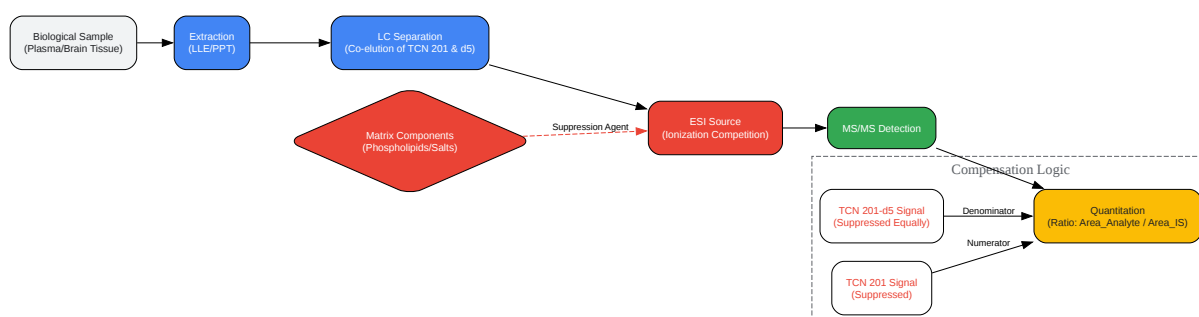 Biological Sample
(Plasma/Brain Tissue)
Extraction
(LLE/PPT)
LC Separation
(Co-elution of TCN 201 & d5)
Matrix Components
(Phospholipids/Salts)
Suppression Agent
ESI Source
(Ionization Competition)
MS/MS Detection
Compensation Logic
TCN 201-d5 Signal
(Suppressed Equally)
Denominator
Quantitation
(Ratio: Area_Analyte / Area_IS)
Numerator
TCN 201 Signal
(Suppressed)